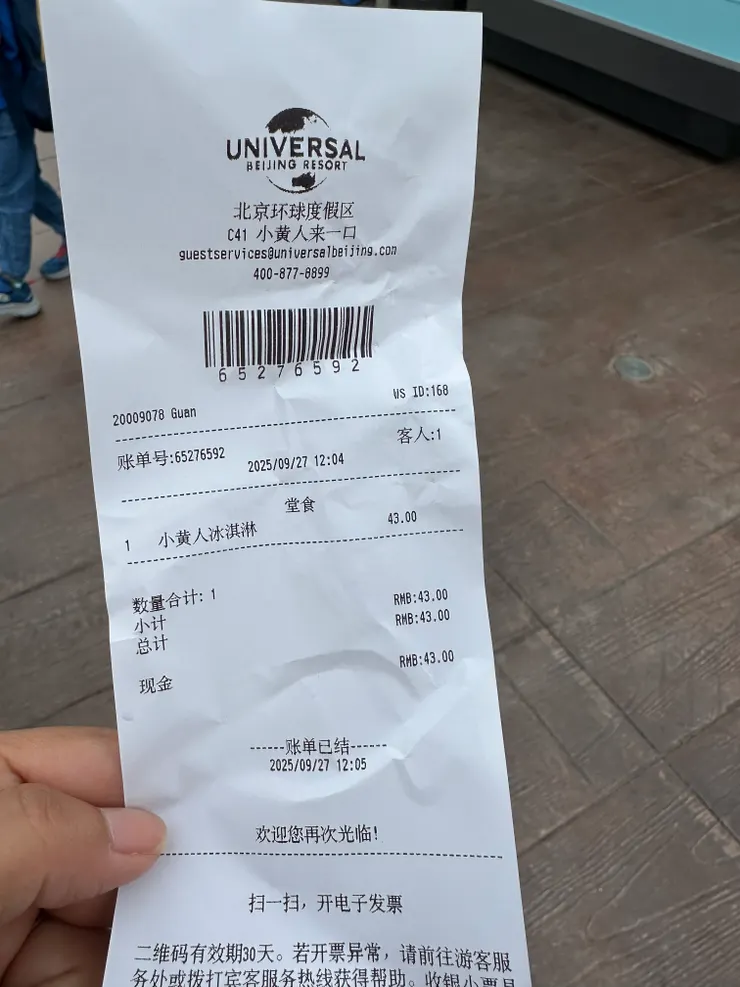 UNIVERSAL
BEIJING RESORT
北京环球度假区
C41 小黄人来一口
guestservices@universalbeijing.com
400-877-8899
65276592
20009078 Guan WS ID:168
账单号:65276592 2025/09/27 12:04 客人:1
堂食
1 小黄人冰淇淋 43.00
数量合计: 1
小计 RMB:43.00
总计 RMB:43.00
现金 RMB:43.00
------账单已结------
2025/09/27 12:05
欢迎您再次光临!
扫一扫，开电子发票
二维码有效期30天。若开票异常，请前往游客服
务处或拨打宾客服务热线获得帮助。收银小票